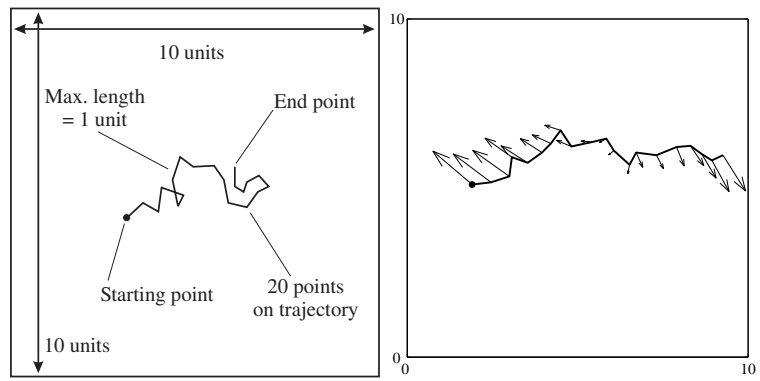 10 units
Max. length
= 1 unit
End point
Starting point
20 points
on trajectory
10 units
10
0
0
10